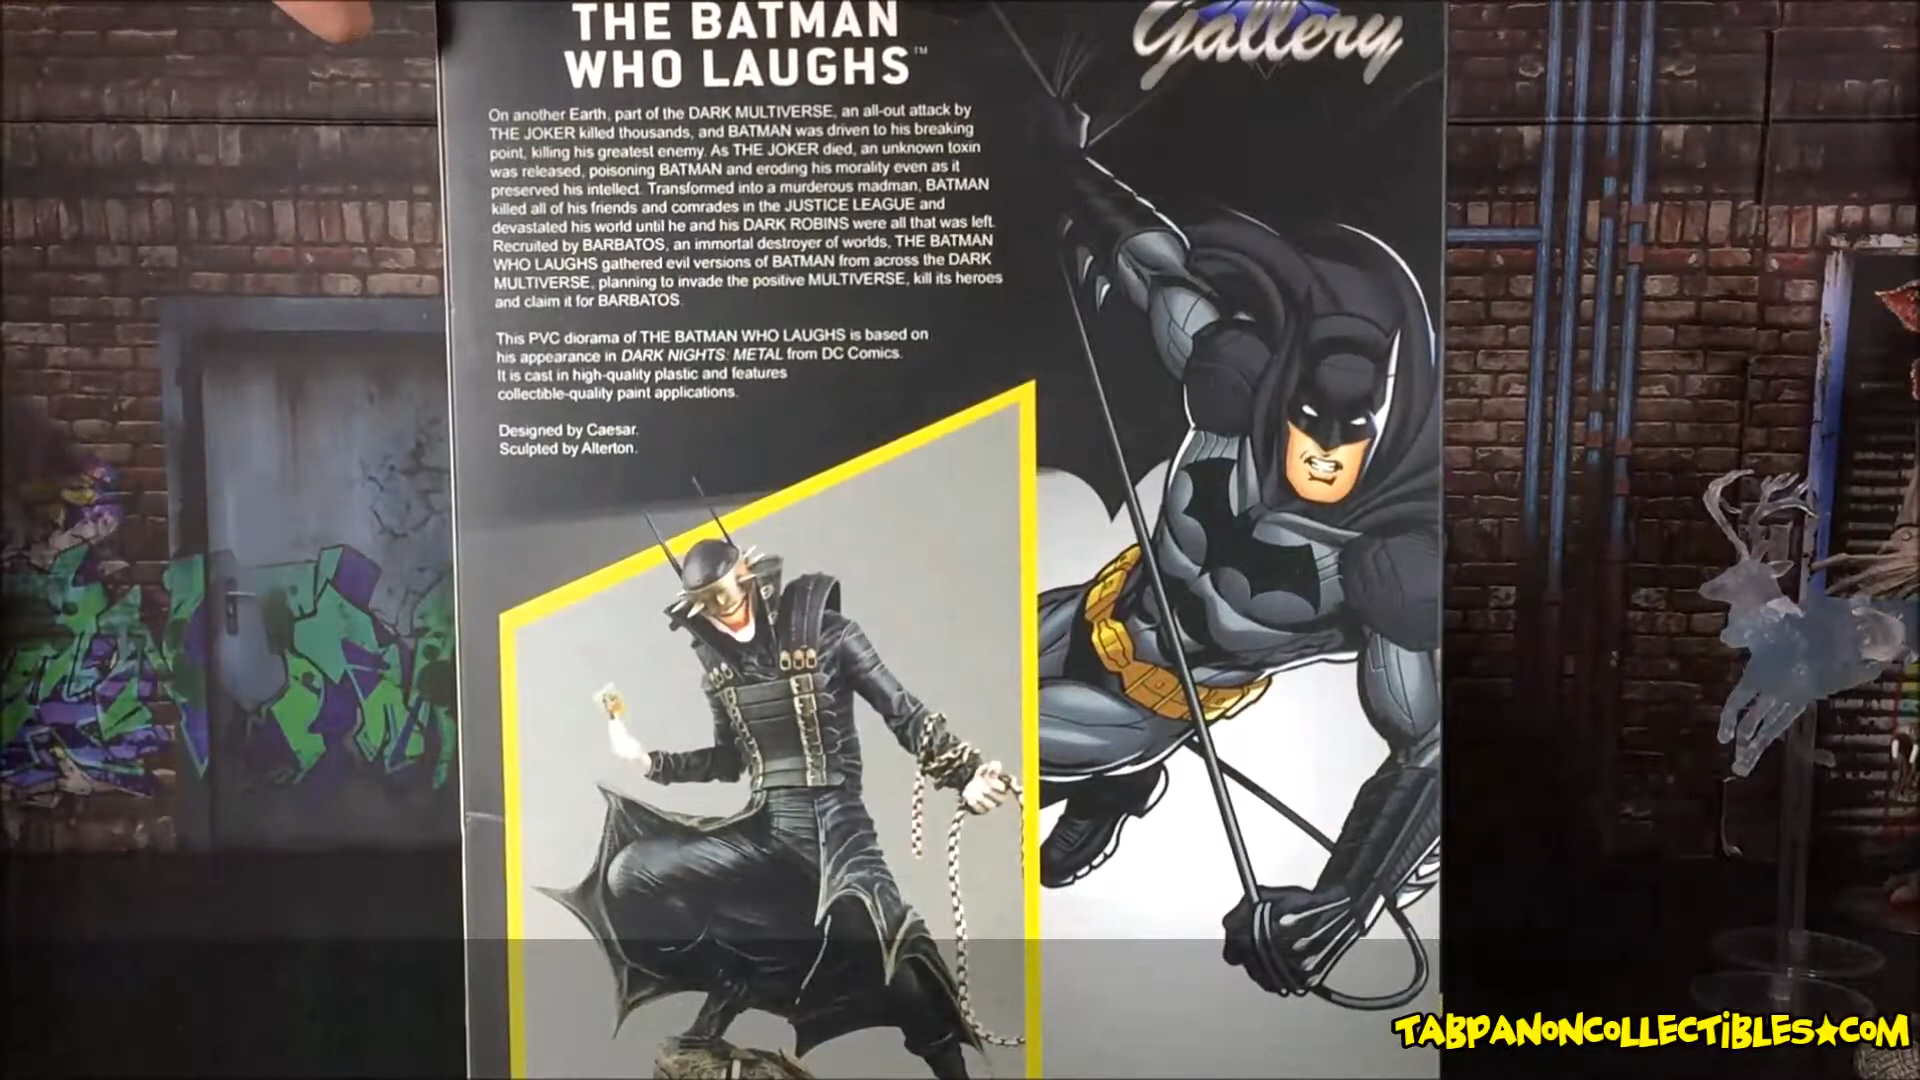 THE BATMAN
WHO LAUGHS™
Gallery
On another Earth, part of the DARK MULTIVERSE, an all-out attack by
THE JOKER killed thousands, and BATMAN was driven to his breaking
point, killing his greatest enemy. As THE JOKER died, an unknown toxin
was released, poisoning BATMAN and eroding his morality even as it
preserved his intellect. Transformed into a murderous madman, BATMAN
killed all of his friends and comrades in the JUSTICE LEAGUE and
devastated his world until he and his DARK ROBINS were all that was left.
Recruited by BARBATOS, an immortal destroyer of worlds, THE BATMAN
WHO LAUGHS gathered evil versions of BATMAN from across the DARK
MULTIVERSE, planning to invade the positive MULTIVERSE, kill its heroes
and claim it for BARBATOS.
This PVC diorama of THE BATMAN WHO LAUGHS is based on
his appearance in DARK NIGHTS: METAL from DC Comics.
It is cast in high-quality plastic and features
collectible-quality paint applications.
Designed by Caesar.
Sculpted by Alterton.
TABPANONCOLLECTIBLES★COM